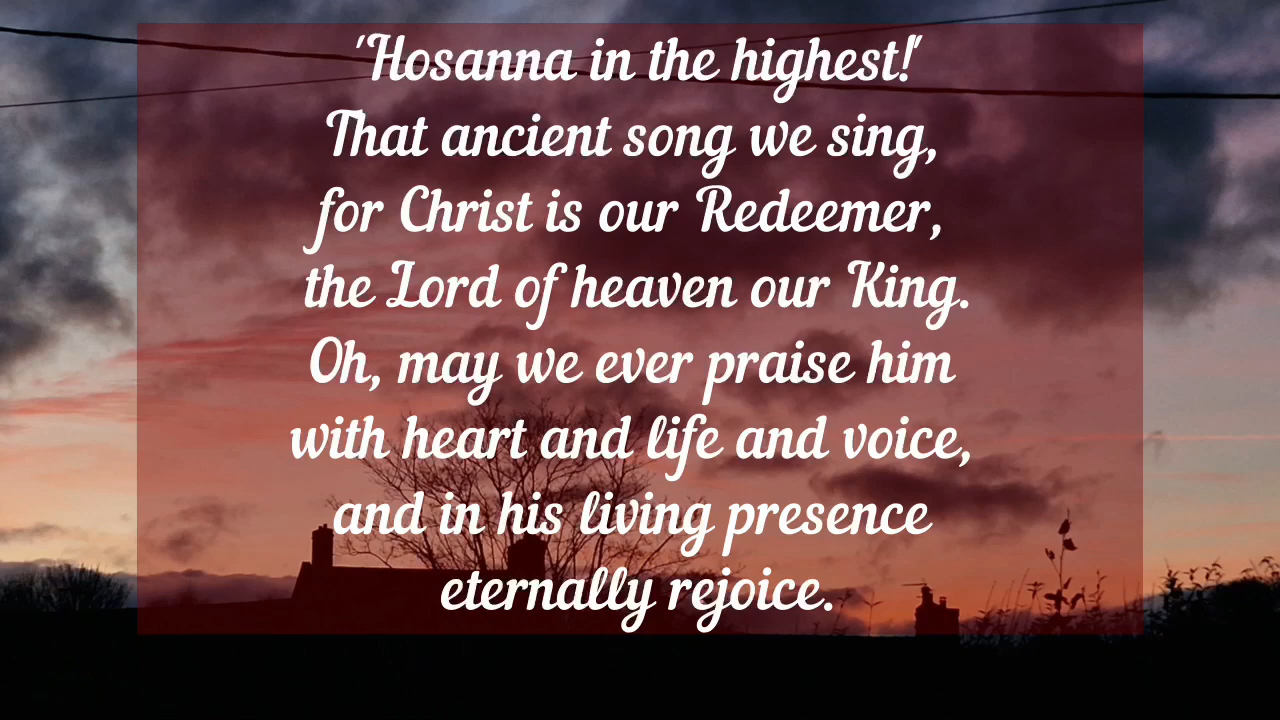 'Hosanna in the highest!'
That ancient song we sing,
for Christ is our Redeemer,
the Lord of heaven our King.
Oh, may we ever praise him
with heart and life and voice,
and in his living presence
eternally rejoice.